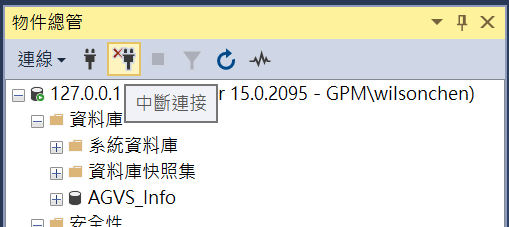 物件總管
連線
127.0.0.1 r 15.0.2095 - GPM\wilsonchen)
中斷連接
資料庫
系統資料庫
資料庫快照集
AGVS_Info
安全性